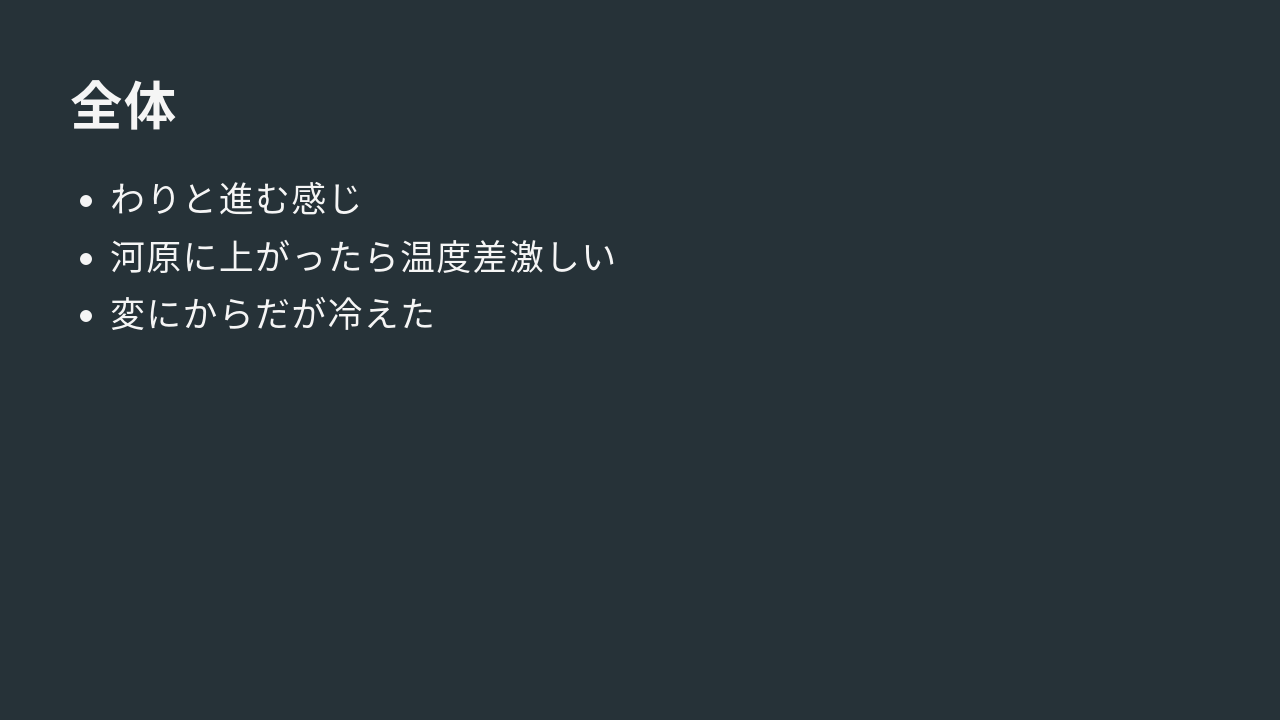 全体
わりと進む感じ
河原に上がったら温度差激しい
変にからだが冷えた